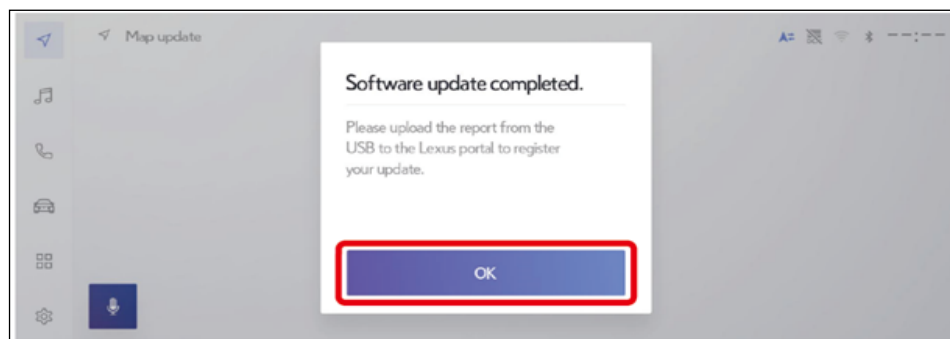 Map update
A= --:--
Software update completed.
Please upload the report from the
USB to the Lexus portal to register
your update.
OK